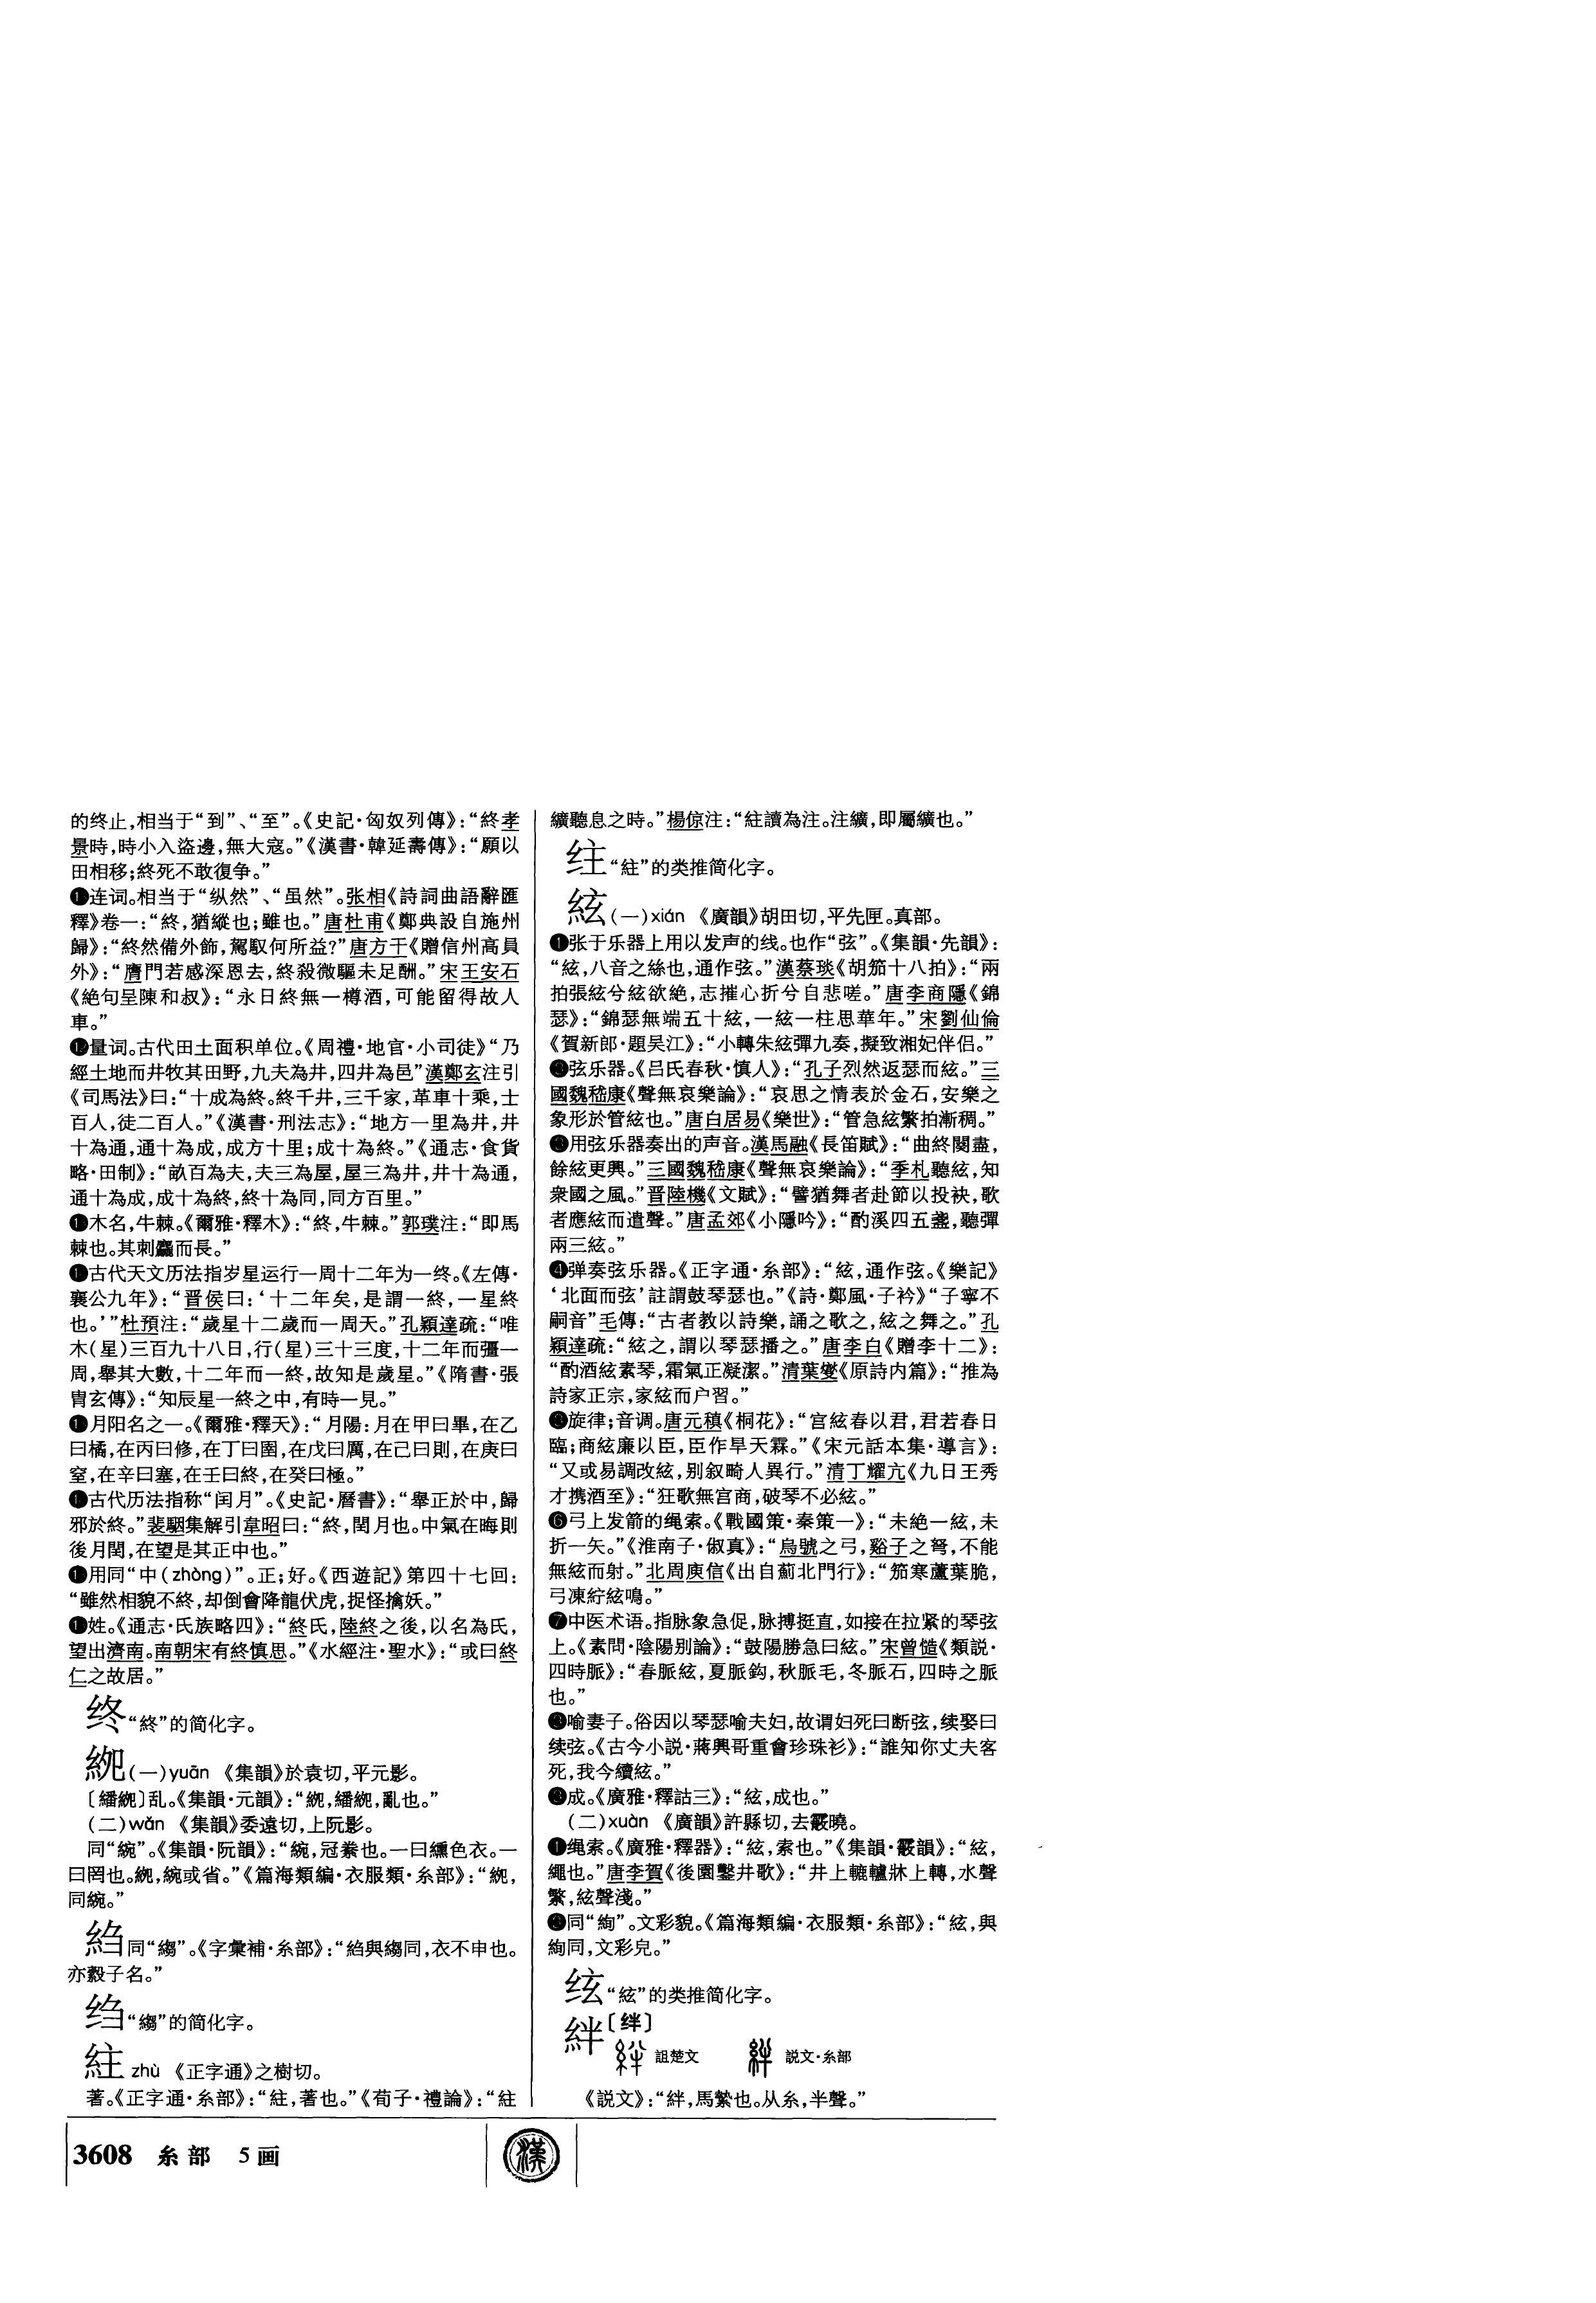 的终止,相当于“到”、“至”。《史記·匈奴列傳》:“終孝
景時,時小入盗邊,無大寇。”《漢書·韓延壽傳》:“願以
田相移;終死不敢復争。”
❶连词。相当于“纵然”、“虽然”。张相《詩詞曲語辭匯
釋》卷一:“終,猶縱也;雖也。”唐杜甫《鄭典設自施州
歸》:“終然備外飾,駕馭何所益?”唐方干《贈信州高員
外》:“膺門若感深恩去,終殺微驅未足酬。”宋王安石
《絶句呈陳和叔》:“永日終無一樽酒,可能留得故人
車。”
量词。古代田土面积单位。《周禮·地官·小司徒》“乃
經土地而井牧其田野,九夫為井,四井為邑”漢鄭玄注引
《司馬法》曰:“十成為終。終千井,三千家,革車十乘,士
百人,徒二百人。”《漢書·刑法志》:“地方一里為井,井
十為通,通十為成,成方十里;成十為終。”《通志·食貨
略·田制》:“畝百為夫,夫三為屋,屋三為井,井十為通,
通十為成,成十為終,終十為同,同方百里。”
❶木名,牛棘。《爾雅·釋木》:“終,牛棘。”郭璞注:“即馬
棘也。其刺麤而長。”
❶古代天文历法指岁星运行一周十二年为一终。《左傳·
襄公九年》:“晋侯曰:‘十二年矣,是謂一終,一星終
也。’”杜預注:“歲星十二歲而一周天。”孔穎達疏:“唯
木(星)三百九十八日,行(星)三十三度,十二年而彊一
周,舉其大數,十二年而一終,故知是歲星。”《隋書·張
胄玄傳》:“知辰星一終之中,有時一見。”
❶月阳名之一。《爾雅·釋天》:“月陽:月在甲曰畢,在乙
曰橘,在丙曰修,在丁曰圉,在戊曰厲,在己曰則,在庚曰
窒,在辛曰塞,在壬曰終,在癸曰極。”
❶古代历法指称“闰月”。《史記·曆書》:“舉正於中,歸
邪於終。”裴駰集解引韋昭曰:“終,閏月也。中氣在晦則
後月閏,在望是其正中也。”
❶用同“中(zhòng)”。正;好。《西遊記》第四十七回:
“雖然相貌不終,却倒會降龍伏虎,捉怪擒妖。”
❶姓。《通志·氏族略四》:“終氏,陸終之後,以名為氏,
望出濟南。南朝宋有終慎思。”《水經注·聖水》:“或曰終
仁之故居。”
终“終”的简化字。
䋈(一)yuān 《集韻》於袁切,平元影。
〔繙䋈〕乱。《集韻·元韻》:“䋈,繙䋈,亂也。”
(二)wǎn 《集韻》委遠切,上阮影。
同“綩”。《集韻·阮韻》:“綩,冠絭也。一曰纁色衣。一
曰罔也。䋈,綩或省。”《篇海類編·衣服類·糸部》:“䋈,
同綩。”
縐同“縐”。《字彙補·糸部》:“䋓與縐同,衣不申也。
亦縠子名。”
绉“縐”的简化字。
紸 zhù 《正字通》之樹切。
著。《正字通·糸部》:“紸,著也。”《荀子·禮論》:“紸
纊聽息之時。”楊倞注:“紸讀為注。注纊,即屬纊也。”
纩“紸”的类推简化字。
絃(一)xián 《廣韻》胡田切,平先匣。真部。
❶张于乐器上用以发声的线。也作“弦”。《集韻·先韻》:
“絃,八音之絲也,通作弦。”漢蔡琰《胡笳十八拍》:“兩
拍張絃兮絃欲絶,志摧心折兮自悲嗟。”唐李商隱《錦
瑟》:“錦瑟無端五十絃,一絃一柱思華年。”宋劉仙倫
《賀新郎·題吴江》:“小轉朱絃彈九奏,擬致湘妃伴侣。”
弦乐器。《吕氏春秋·慎人》:“孔子烈然返瑟而絃。”三
國魏嵇康《聲無哀樂論》:“哀思之情表於金石,安樂之
象形於管絃也。”唐白居易《樂世》:“管急絃繁拍漸稠。”
用弦乐器奏出的声音。漢馬融《長笛賦》:“曲終闋盡,
餘絃更興。”三國魏嵇康《聲無哀樂論》:“季札聽絃,知
衆國之風。”晋陸機《文賦》:“譬猶舞者赴節以投袂,歌
者應絃而遣聲。”唐孟郊《小隱吟》:“酌溪四五盞,聽彈
兩三絃。”
❹弹奏弦乐器。《正字通·糸部》:“絃,通作弦。《樂記》
‘北面而弦’註謂鼓琴瑟也。”《詩·鄭風·子衿》“子寧不
嗣音”毛傳:“古者教以詩樂,誦之歌之,絃之舞之。”孔
穎達疏:“絃之,謂以琴瑟播之。”唐李白《贈李十二》:
“酌酒絃素琴,霜氣正凝潔。”清葉燮《原詩内篇》:“推為
詩家正宗,家絃而户習。”
旋律;音调。唐元稹《桐花》:“宫絃春以君,君若春日
臨;商絃廉以臣,臣作旱天霖。”《宋元話本集·導言》:
“又或易調改絃,别叙畸人異行。”清丁耀亢《九日王秀
才携酒至》:“狂歌無宫商,破琴不必絃。”
❻弓上发箭的绳索。《戰國策·秦策一》:“未絶一絃,未
折一矢。”《淮南子·俶真》:“烏號之弓,谿子之弩,不能
無絃而射。”北周庾信《出自薊北門行》:“笳寒蘆葉脆,
弓凍紵絃鳴。”
❼中医术语。指脉象急促,脉搏挺直,如接在拉紧的琴弦
上。《素問·陰陽别論》:“鼓陽勝急曰絃。”宋曾慥《類説·
四時脈》:“春脈絃,夏脈鈎,秋脈毛,冬脈石,四時之脈
也。”
喻妻子。俗因以琴瑟喻夫妇,故谓妇死曰断弦,续娶曰
续弦。《古今小説·蔣興哥重會珍珠衫》:“誰知你丈夫客
死,我今續絃。”
成。《廣雅·釋詁三》:“絃,成也。”
(二)xuàn 《廣韻》許縣切,去霰曉。
❶绳索。《廣雅·釋器》:“絃,索也。”《集韻·霰韻》:“絃,
繩也。”唐李賀《後園鑿井歌》:“井上轆轤牀上轉,水聲
繁,絃聲淺。”
同“絢”。文彩貌。《篇海類編·衣服類·糸部》:“絃,與
絢同,文彩皃。”
“絃”的类推简化字。
絆〔绊〕
詛楚文 説文·糸部
《説文》:“絆,馬縶也。从糸,半聲。”
3608 糸部 5画
漢